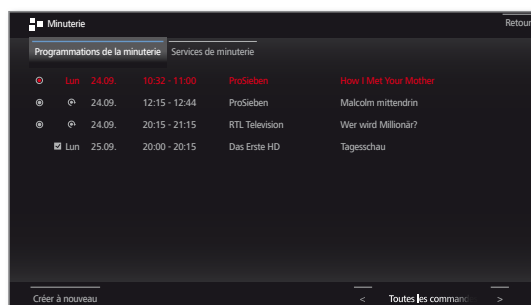 Minuterie Retour
Programmations de la minuterie Services de minuterie
Lun 24.09. 10:32 - 11:00 ProSieben How I Met Your Mother
24.09. 12:15 - 12:44 ProSieben Malcolm mittendrin
24.09. 20:15 - 21:15 RTL Television Wer wird Millionär?
Lun 25.09. 20:00 - 20:15 Das Erste HD Tagesschau
Créer à nouveau < Toutes les command >